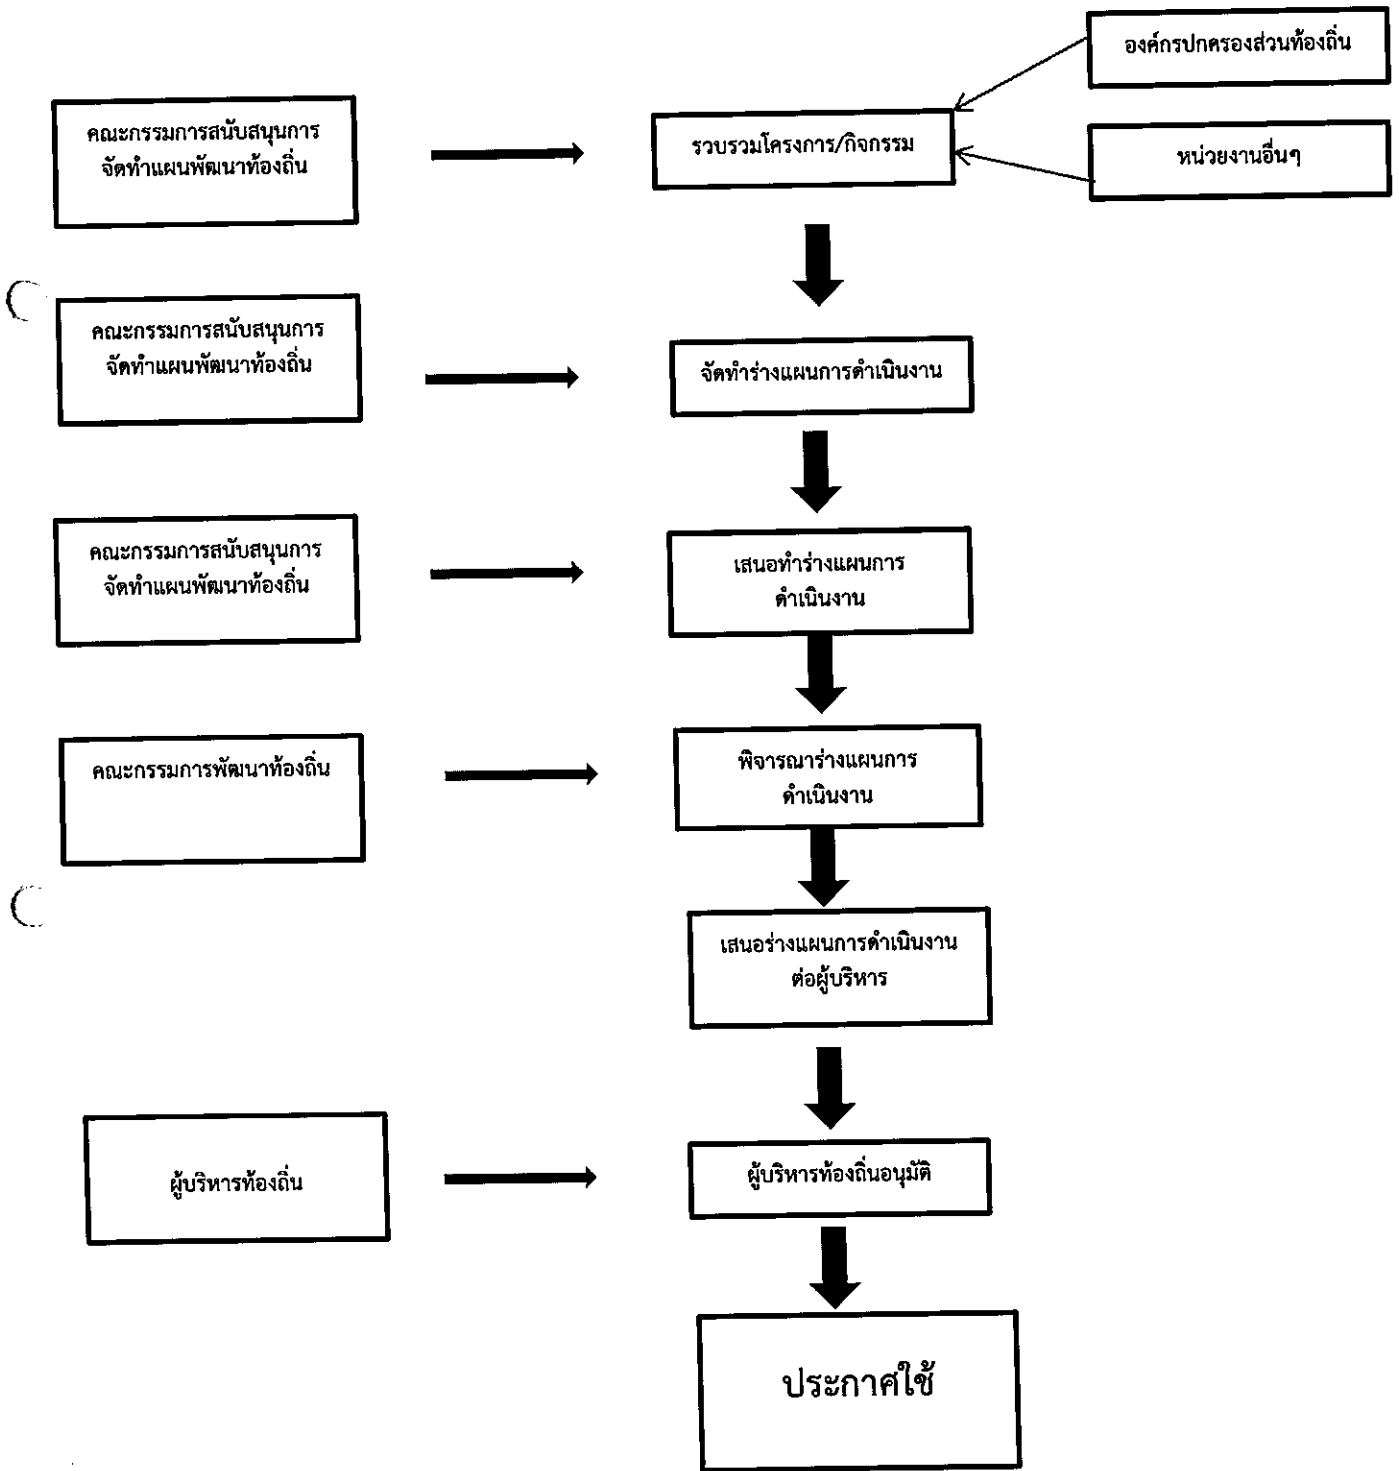 องค์กรปกครองส่วนท้องถิ่น
คณะกรรมการสนับสนุนการ
จัดทำแผนพัฒนาท้องถิ่น
รวบรวมโครงการ/กิจกรรม
หน่วยงานอื่นๆ
คณะกรรมการสนับสนุนการ
จัดทำแผนพัฒนาท้องถิ่น
จัดทำร่างแผนการดำเนินงาน
คณะกรรมการสนับสนุนการ
จัดทำแผนพัฒนาท้องถิ่น
เสนอทำร่างแผนการ
ดำเนินงาน
คณะกรรมการพัฒนาท้องถิ่น
พิจารณาร่างแผนการ
ดำเนินงาน
เสนอร่างแผนการดำเนินงาน
ต่อผู้บริหาร
ผู้บริหารท้องถิ่น
ผู้บริหารท้องถิ่นอนุมัติ
ประกาศใช้